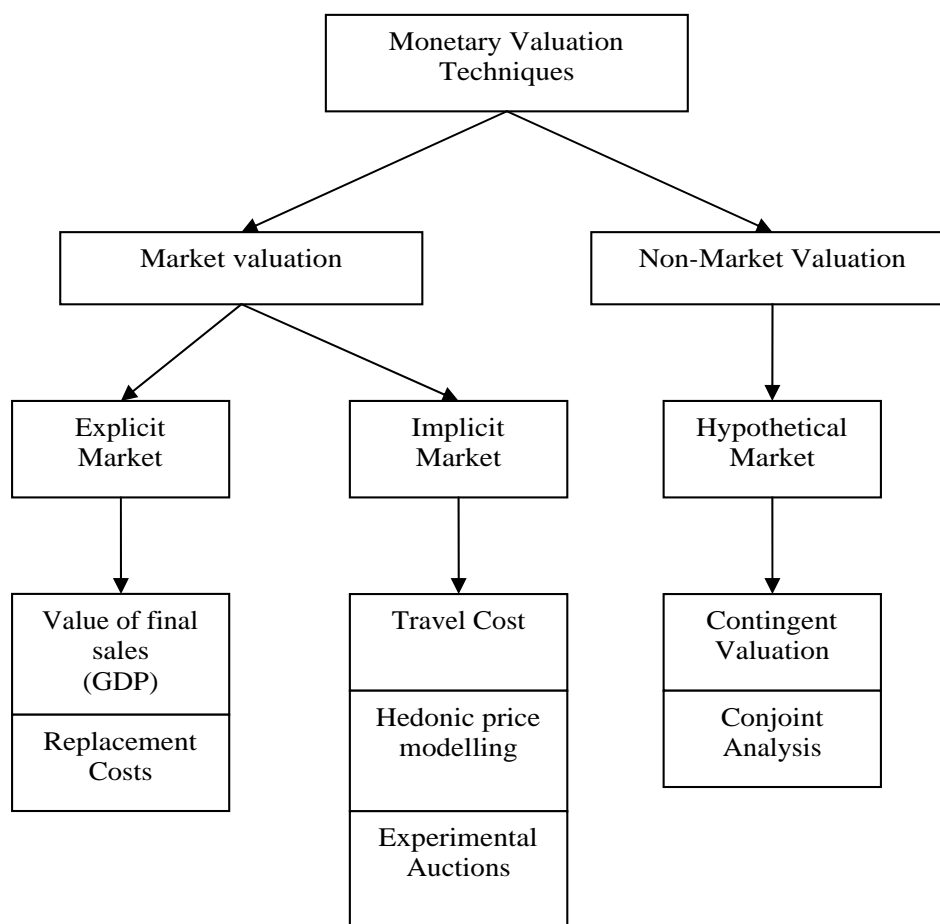 Monetary Valuation
Techniques
Market valuation
Non-Market Valuation
Explicit
Market
Implicit
Market
Hypothetical
Market
Value of final
sales
(GDP)
Replacement
Costs
Travel Cost
Hedonic price
modelling
Experimental
Auctions
Contingent
Valuation
Conjoint
Analysis